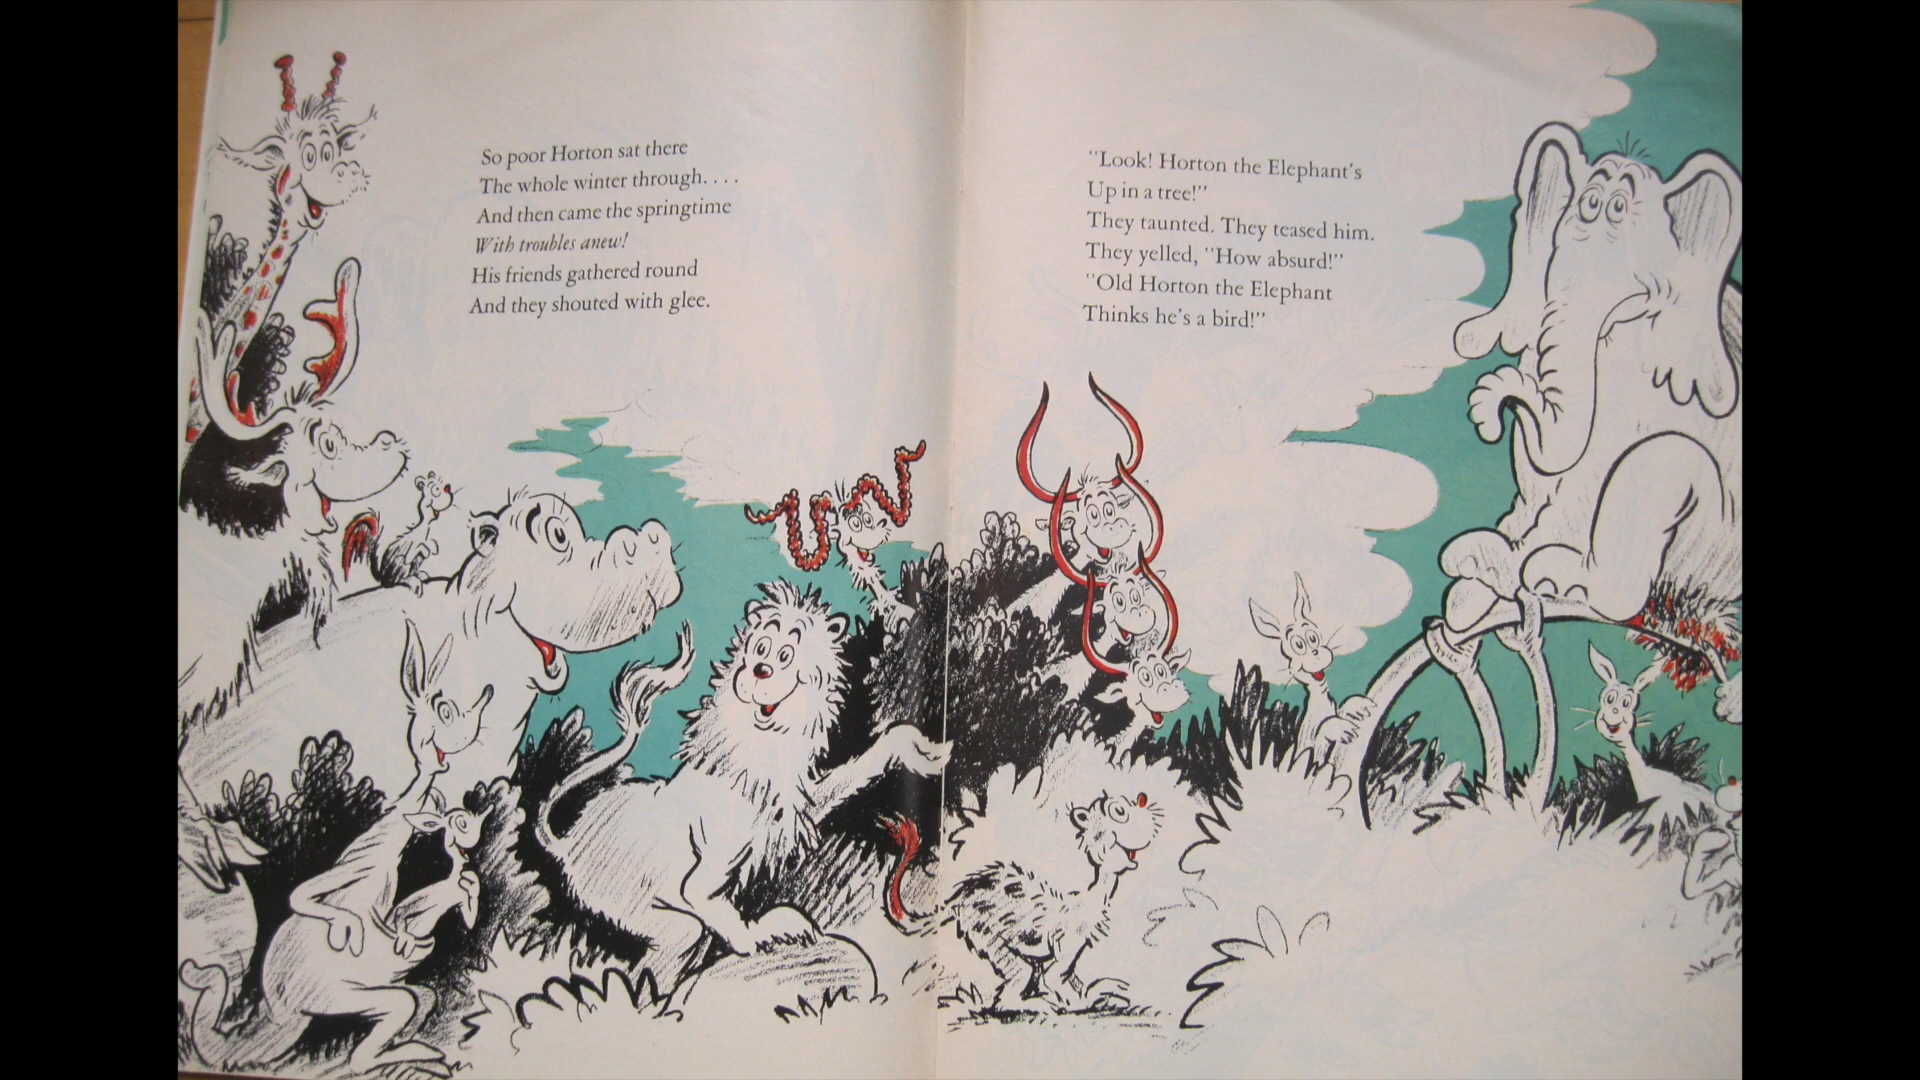 So poor Horton sat there
The whole winter through. . . .
And then came the springtime
With troubles anew!
His friends gathered round
And they shouted with glee.
"Look! Horton the Elephant's
Up in a tree!"
They taunted. They teased him.
They yelled, "How absurd!"
"Old Horton the Elephant
Thinks he's a bird!"